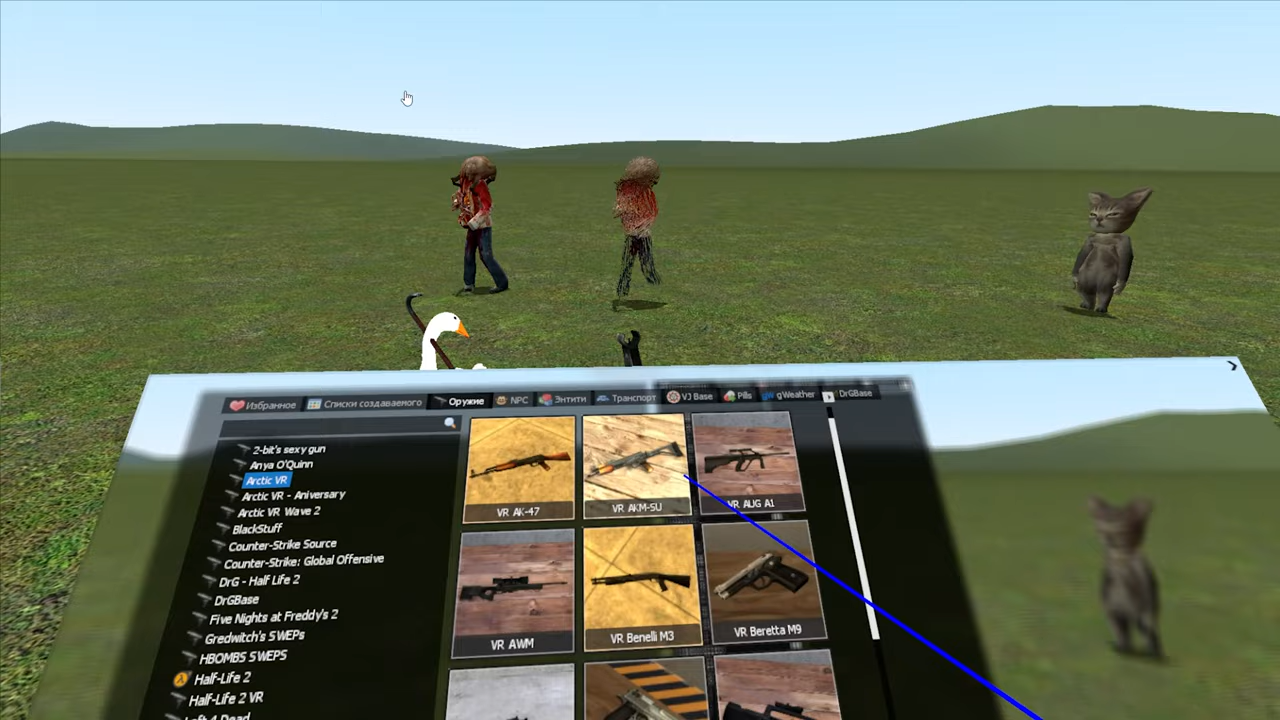 Избранное Списки создаваемого Оружие NPC Энтити Транспорт VJ Base Pills gWeather DrGBase
2-bit's sexy gun
Anya O'Quinn
Arctic VR
Arctic VR - Aniversary
Arctic VR Wave 2
BlackStuff
Counter-Strike Source
Counter-Strike: Global Offensive
DrG - Half Life 2
DrGBase
Five Nights at Freddy's 2
Gredwitch's SWEPs
HBOMBS SWEPS
Half-Life 2
Half-Life 2 VR
Left 4 Dead
VR AK-47
VR AKM-SU
VR AUG A1
VR AWM
VR Benelli M3
VR Beretta M9